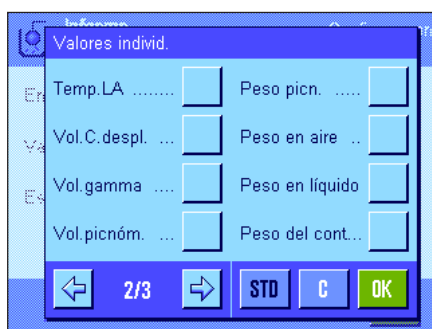 Informe
Valores individ.
Temp.LA ........
Peso picn. .....
Vol.C.despl. ...
Peso en aire ..
Vol.gamma ....
Peso en líquido
Vol.picnóm. ...
Peso del cont...
2/3
STD
C
OK